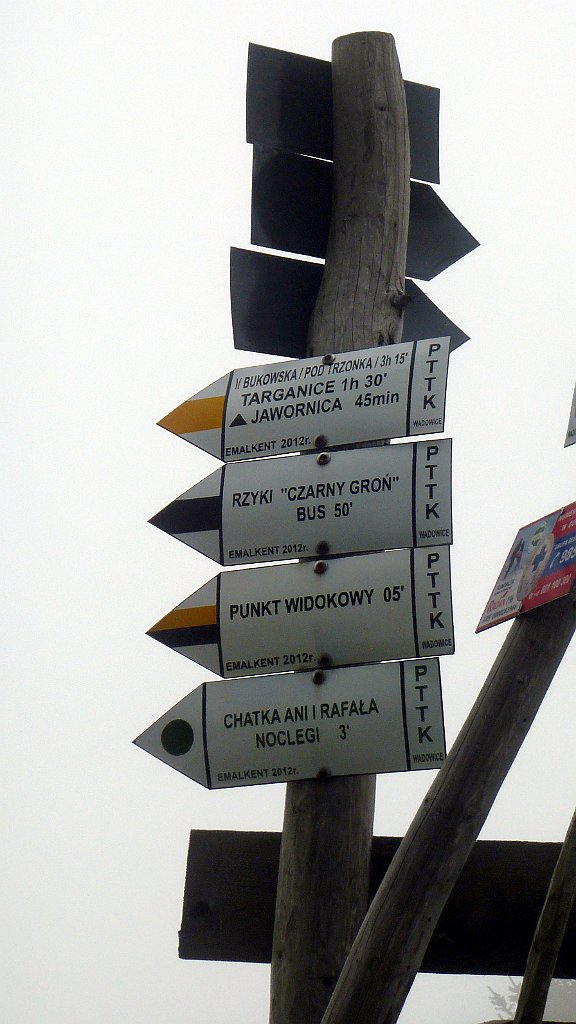 I/ BUKOWSKA / POD TRZONKĄ / 3h 15'
TARGANICE 1h 30'
JAWORNICA 45min
EMALKENT 2012r.
PTTK
WADOWICE
RZYKI "CZARNY GROŃ"
BUS 50'
EMALKENT 2012r.
PTTK
WADOWICE
PUNKT WIDOKOWY 05'
EMALKENT 2012r.
PTTK
WADOWICE
CHATKA ANI I RAFAŁA
NOCLEGI 3'
EMALKENT 2012r.
PTTK
WADOWICE